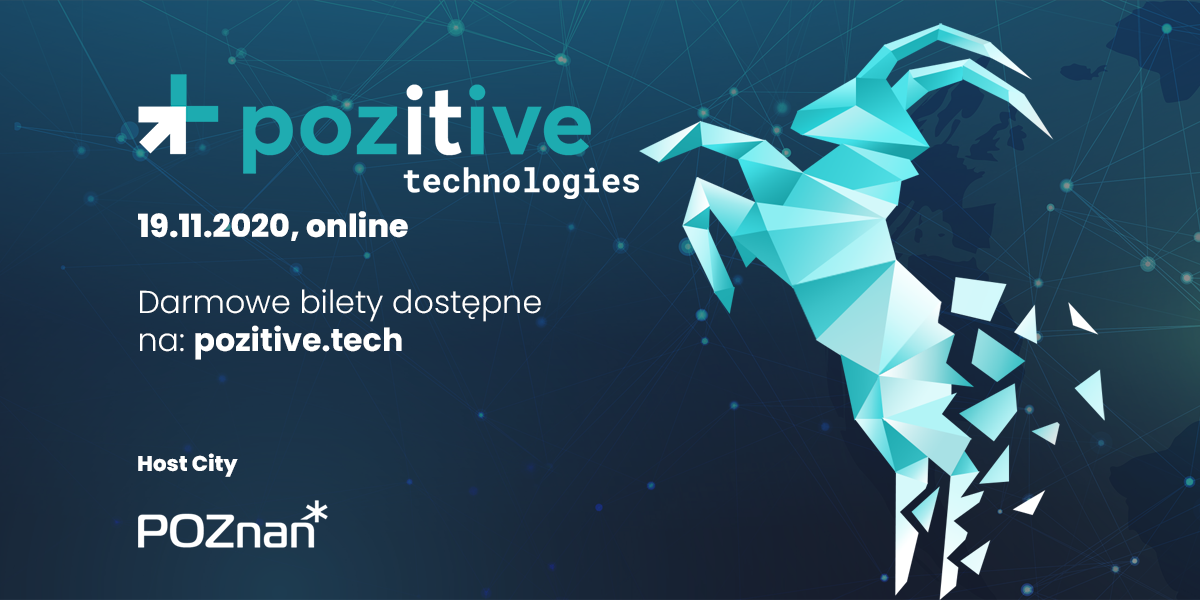 pozitive
technologies
19.11.2020, online
Darmowe bilety dostępne
na: pozitive.tech
Host City
POZnan*